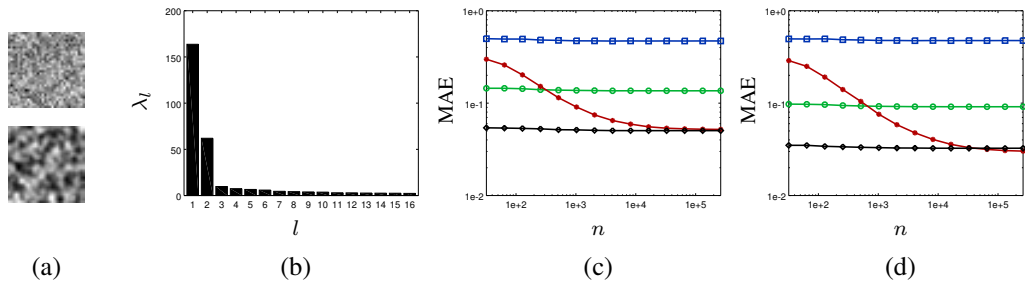 200
150
100
50
0
λ_l
1 2 3 4 5 6 7 8 9 10 11 12 13 14 15 16
l
1e+0
1e-1
1e-2
MAE
1e+2 1e+3 1e+4 1e+5
n
1e+0
1e-1
1e-2
MAE
1e+2 1e+3 1e+4 1e+5
n
(a) (b) (c) (d)